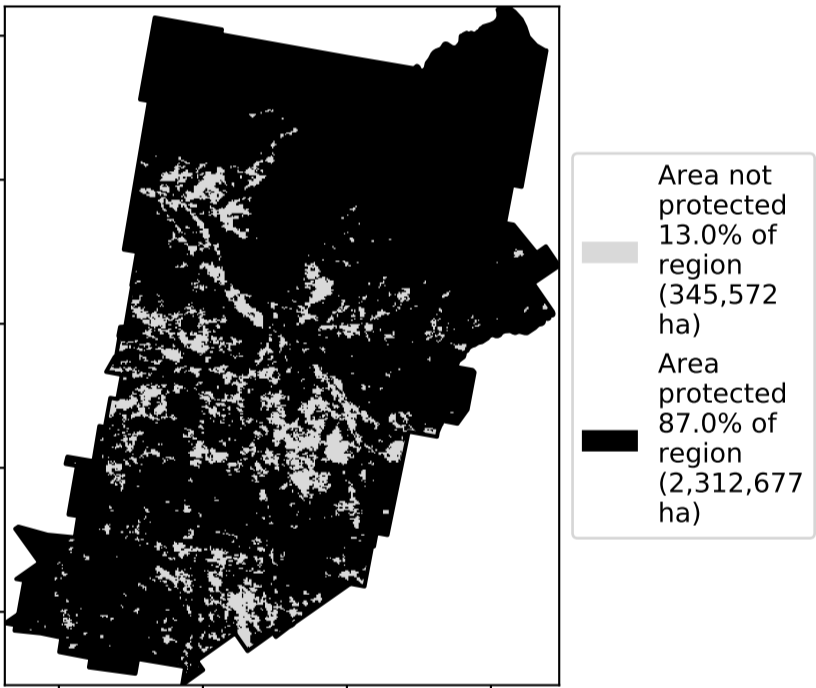 Area not
protected
13.0% of
region
(345,572
ha)
Area
protected
87.0% of
region
(2,312,677
ha)